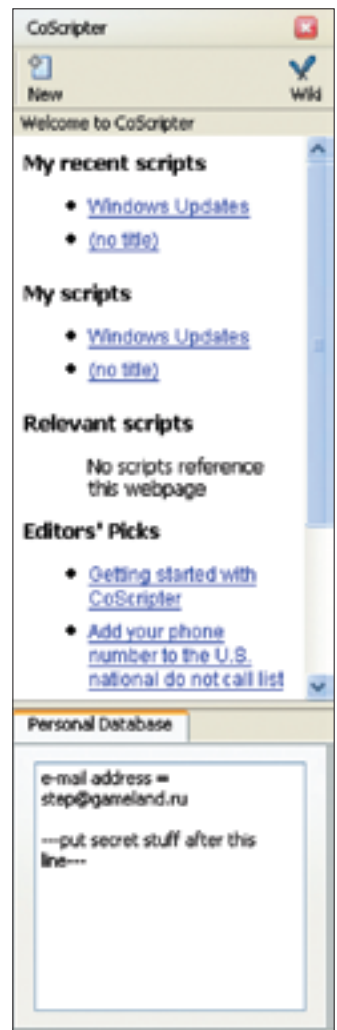 CoScripter
New
Wiki
Welcome to CoScripter
My recent scripts
Windows Updates
(no title)
My scripts
Windows Updates
(no title)
Relevant scripts
No scripts reference
this webpage
Editors' Picks
Getting started with
CoScripter
Add your phone
number to the U.S.
national do not call list
Personal Database
e-mail address =
step@gameland.ru
---put secret stuff after this
line---